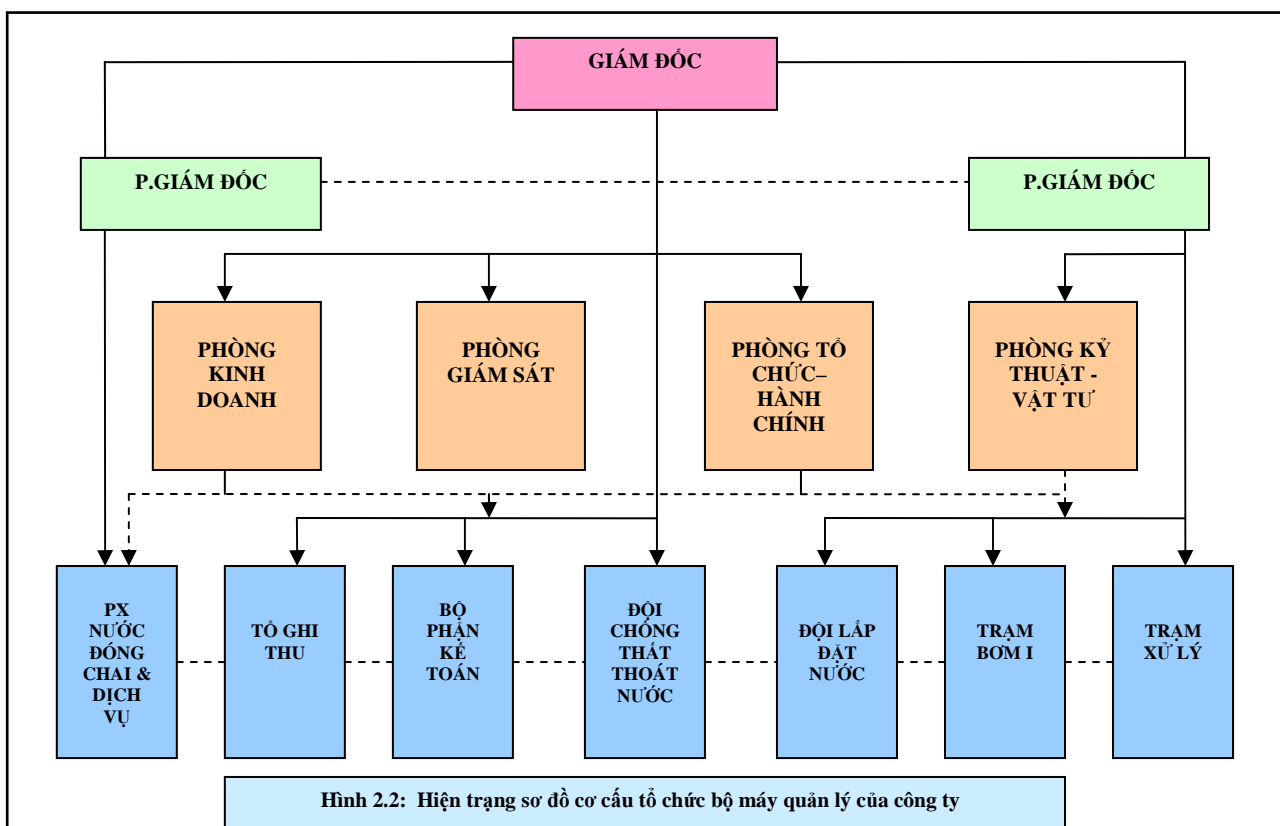 GIÁM ĐỐC
P.GIÁM ĐỐC
P.GIÁM ĐỐC
PHÒNG
KINH
DOANH
PHÒNG
GIÁM SÁT
PHÒNG TỔ
CHỨC–
HÀNH
CHÍNH
PHÒNG KỶ
THUẬT -
VẬT TƯ
PX
NƯỚC
ĐÓNG
CHAI &
DỊCH
VỤ
TỔ GHI
THU
BỘ
PHẬN
KẾ
TOÁN
ĐỘI
CHỐNG
THẤT
THOÁT
NƯỚC
ĐỘI LẮP
ĐẶT
NƯỚC
TRẠM
BƠM I
TRẠM
XỬ LÝ
Hình 2.2: Hiện trạng sơ đồ cơ cấu tổ chức bộ máy quản lý của công ty